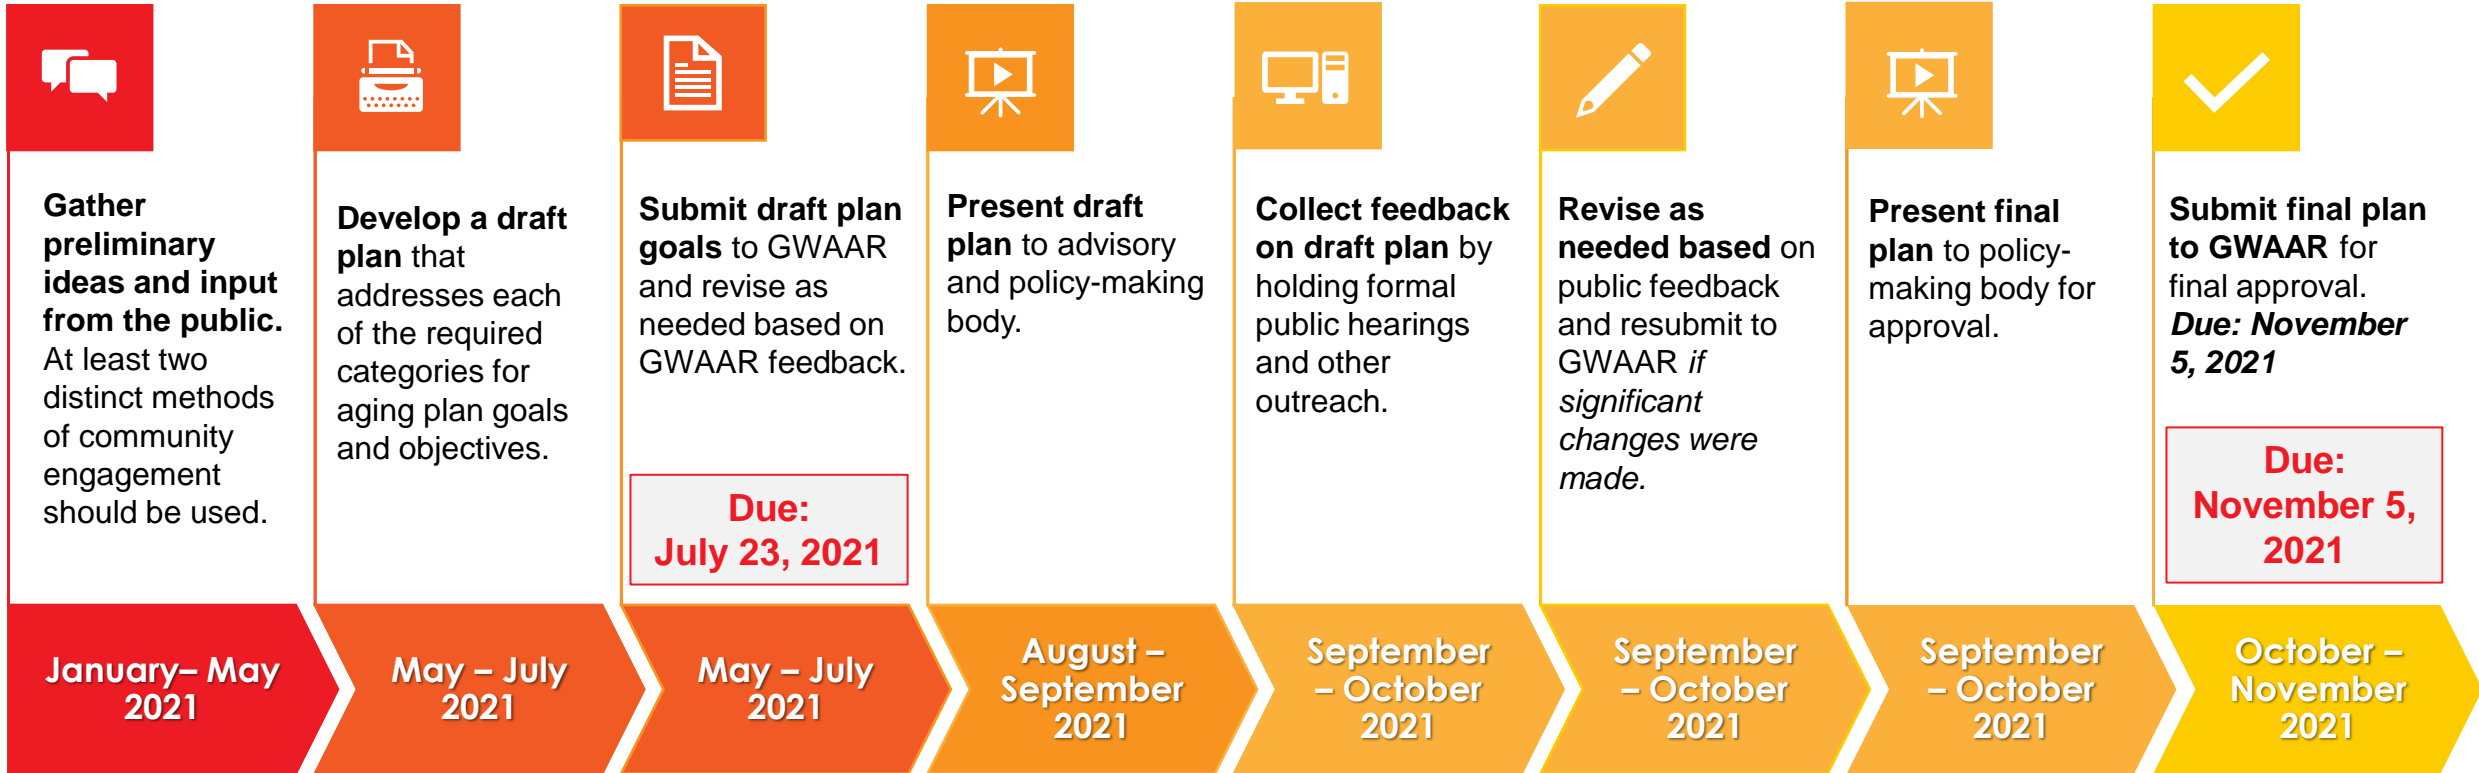 Gather
preliminary
ideas and input
from the public.
At least two
distinct methods
of community
engagement
should be used.
January– May
2021
Develop a draft
plan that
addresses each
of the required
categories for
aging plan goals
and objectives.
May – July
2021
Submit draft plan
goals to GWAAR
and revise as
needed based on
GWAAR feedback.
Due:
July 23, 2021
May – July
2021
Present draft
plan to advisory
and policy-making
body.
August –
September
2021
Collect feedback
on draft plan by
holding formal
public hearings
and other
outreach.
September
– October
2021
Revise as
needed based on
public feedback
and resubmit to
GWAAR if
significant
changes were
made.
September
– October
2021
Present final
plan to policy-
making body for
approval.
September
– October
2021
Submit final plan
to GWAAR for
final approval.
Due: November
5, 2021
Due:
November 5,
2021
October –
November
2021